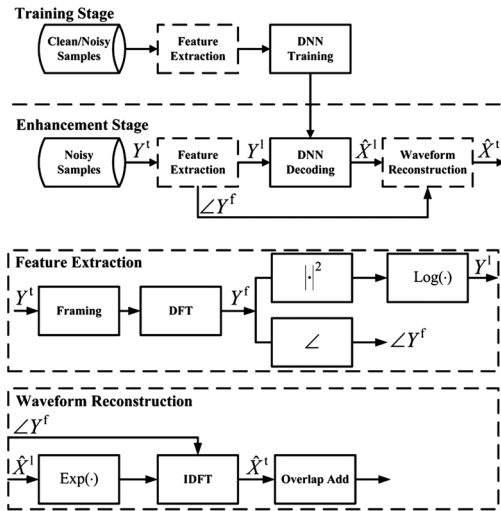 Training Stage
Clean/Noisy
Samples
Feature
Extraction
DNN
Training
Enhancement Stage
Noisy
Samples
Yᵗ
Feature
Extraction
Yˡ
DNN
Decoding
X̂ˡ
Waveform
Reconstruction
X̂ᵗ
∠Yᶠ
Feature Extraction
Yᵗ
Framing
DFT
Yᶠ
|·|²
Log(·)
Yˡ
∠
∠Yᶠ
Waveform Reconstruction
∠Yᶠ
X̂ˡ
Exp(·)
IDFT
X̂ᵗ
Overlap Add